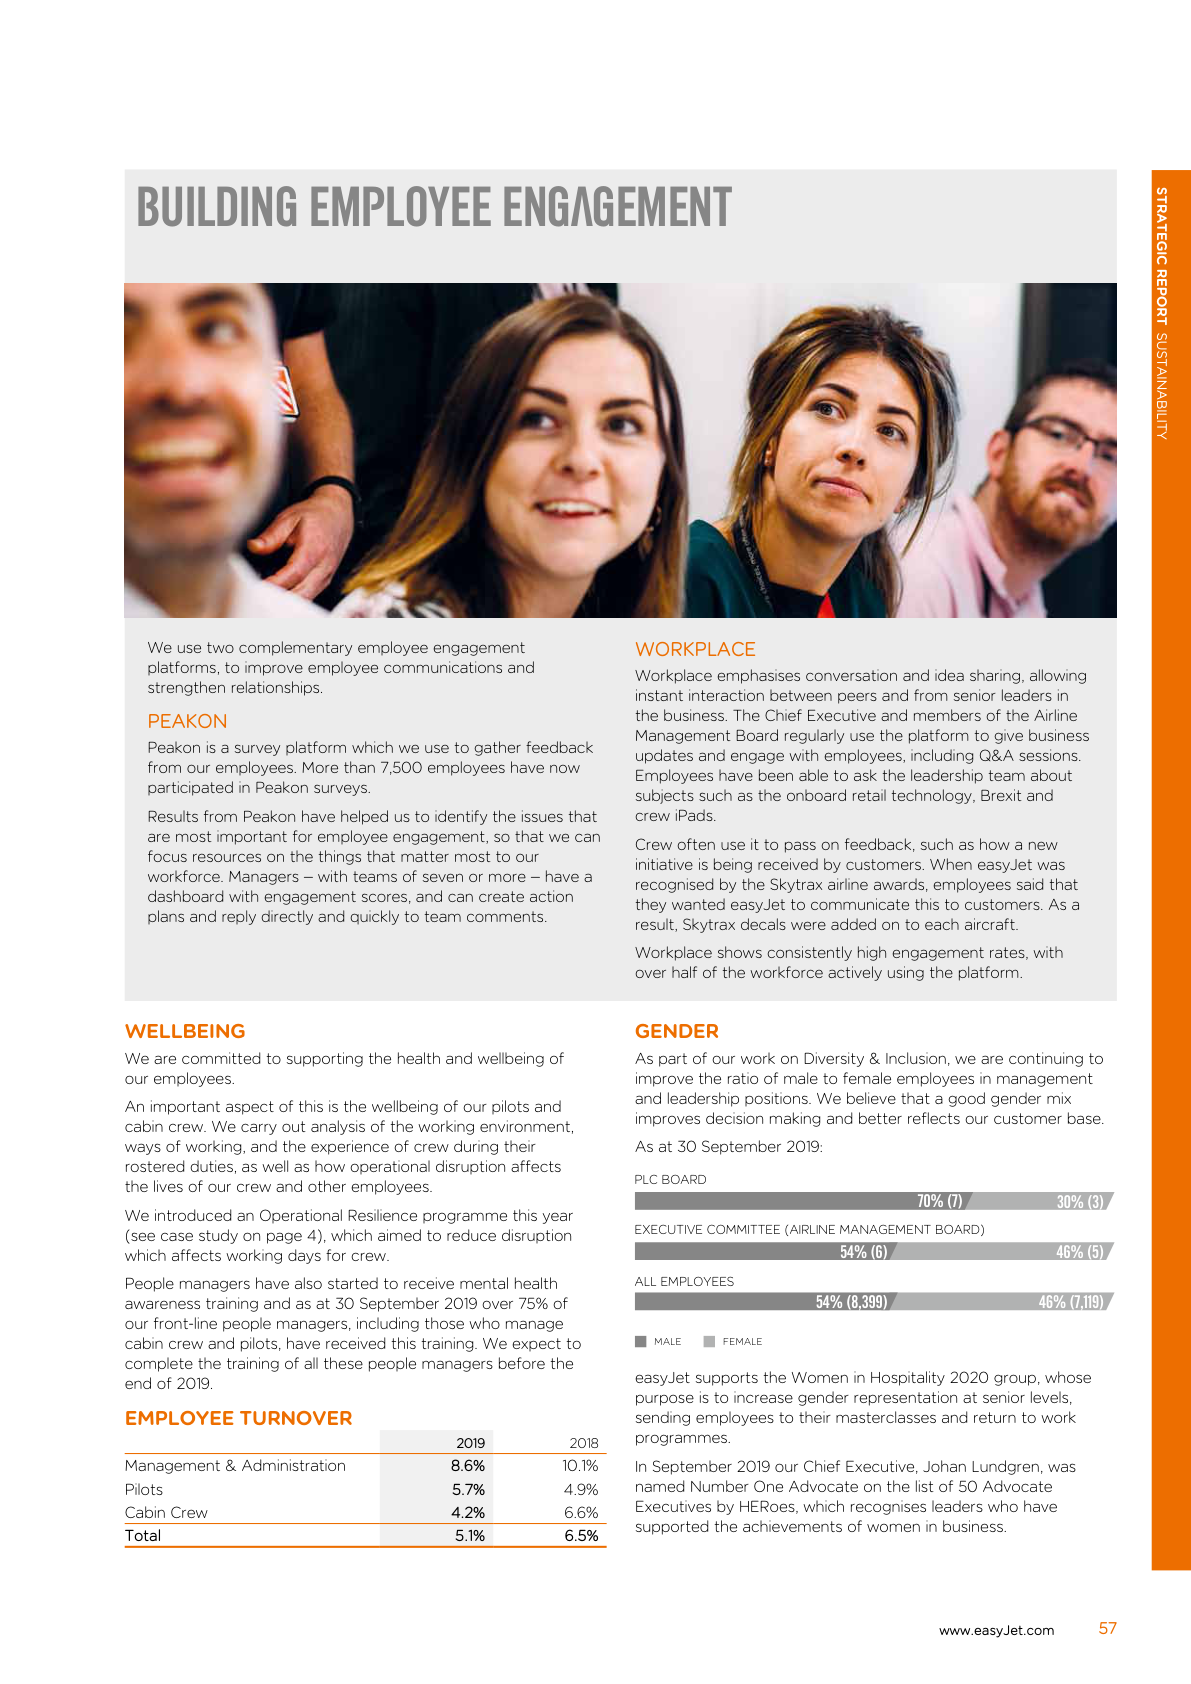 BUILDING EMPLOYEE ENGAGEMENT
STRATEGIC REPORT SUSTAINABILITY
We use two complementary employee engagement
platforms, to improve employee communications and
strengthen relationships.
PEAKON
Peakon is a survey platform which we use to gather feedback
from our employees. More than 7,500 employees have now
participated in Peakon surveys.
Results from Peakon have helped us to identify the issues that
are most important for employee engagement, so that we can
focus resources on the things that matter most to our
workforce. Managers – with teams of seven or more – have a
dashboard with engagement scores, and can create action
plans and reply directly and quickly to team comments.
WORKPLACE
Workplace emphasises conversation and idea sharing, allowing
instant interaction between peers and from senior leaders in
the business. The Chief Executive and members of the Airline
Management Board regularly use the platform to give business
updates and engage with employees, including Q&A sessions.
Employees have been able to ask the leadership team about
subjects such as the onboard retail technology, Brexit and
crew iPads.
Crew often use it to pass on feedback, such as how a new
initiative is being received by customers. When easyJet was
recognised by the Skytrax airline awards, employees said that
they wanted easyJet to communicate this to customers. As a
result, Skytrax decals were added on to each aircraft.
Workplace shows consistently high engagement rates, with
over half of the workforce actively using the platform.
WELLBEING
We are committed to supporting the health and wellbeing of
our employees.
An important aspect of this is the wellbeing of our pilots and
cabin crew. We carry out analysis of the working environment,
ways of working, and the experience of crew during their
rostered duties, as well as how operational disruption affects
the lives of our crew and other employees.
We introduced an Operational Resilience programme this year
(see case study on page 4), which aimed to reduce disruption
which affects working days for crew.
People managers have also started to receive mental health
awareness training and as at 30 September 2019 over 75% of
our front-line people managers, including those who manage
cabin crew and pilots, have received this training. We expect to
complete the training of all these people managers before the
end of 2019.
EMPLOYEE TURNOVER
2019 2018
Management & Administration 8.6% 10.1%
Pilots 5.7% 4.9%
Cabin Crew 4.2% 6.6%
Total 5.1% 6.5%
GENDER
As part of our work on Diversity & Inclusion, we are continuing to
improve the ratio of male to female employees in management
and leadership positions. We believe that a good gender mix
improves decision making and better reflects our customer base.
As at 30 September 2019:
PLC BOARD
70% (7) 30% (3)
EXECUTIVE COMMITTEE (AIRLINE MANAGEMENT BOARD)
54% (6) 46% (5)
ALL EMPLOYEES
54% (8,399) 46% (7,119)
MALE FEMALE
easyJet supports the Women in Hospitality 2020 group, whose
purpose is to increase gender representation at senior levels,
sending employees to their masterclasses and return to work
programmes.
In September 2019 our Chief Executive, Johan Lundgren, was
named Number One Advocate on the list of 50 Advocate
Executives by HERoes, which recognises leaders who have
supported the achievements of women in business.
www.easyJet.com 57